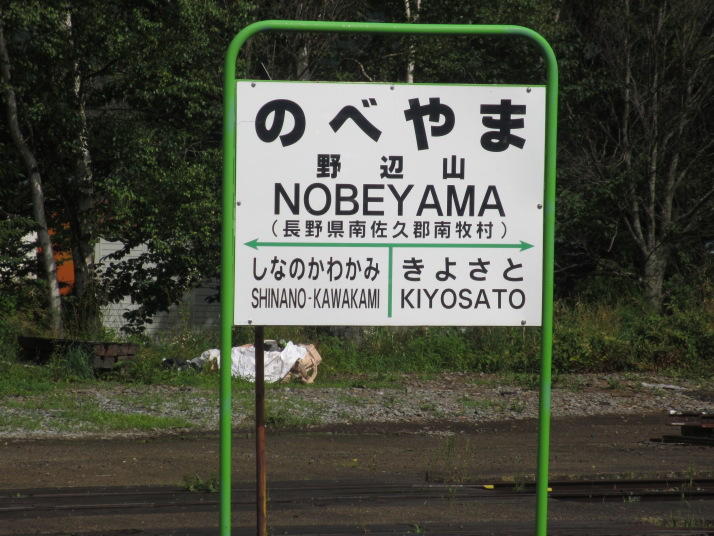 のべやま
野辺山
NOBEYAMA
(長野県南佐久郡南牧村)
しなのかわかみ きよさと
SHINANO-KAWAKAMI KIYOSATO